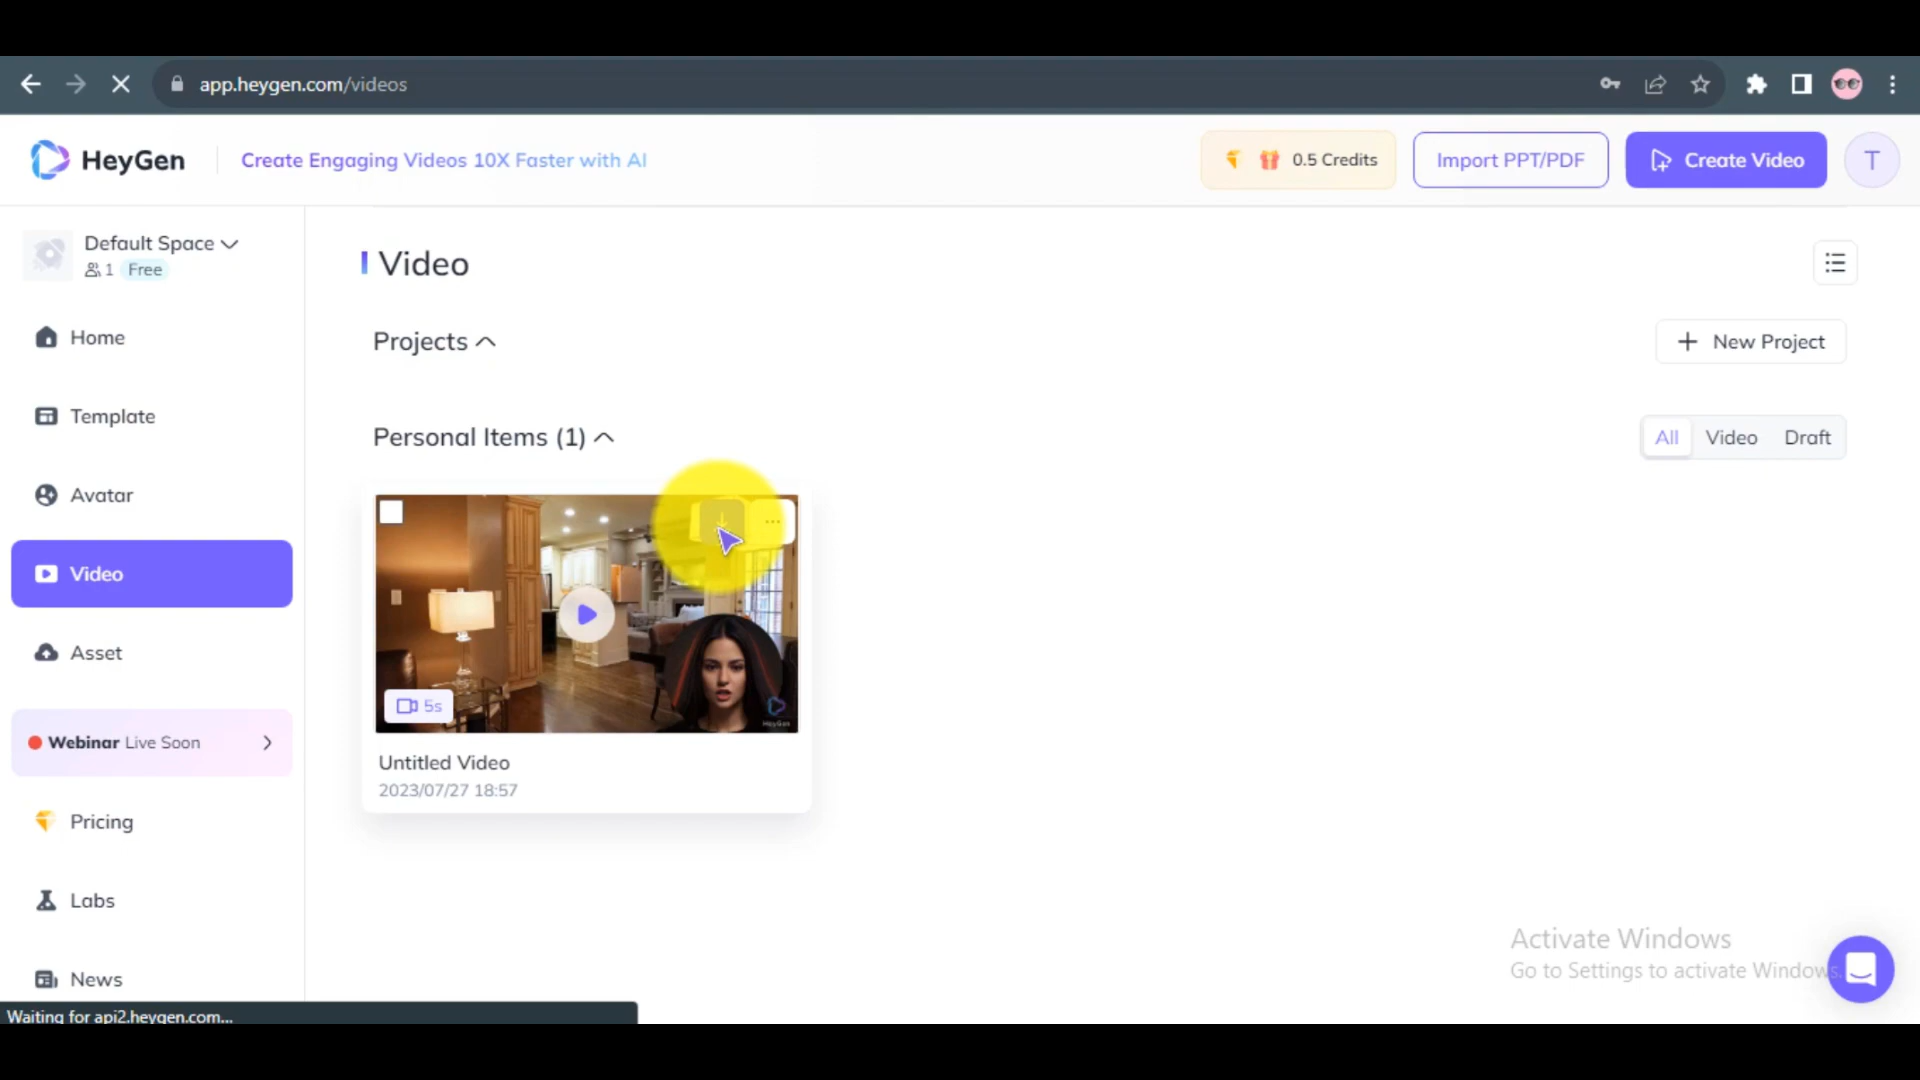 app.heygen.com/videos
HeyGen
Create Engaging Videos 10X Faster with AI
0.5 Credits
Import PPT/PDF
Create Video
T
Default Space
1 Free
Home
Template
Avatar
Video
Asset
Webinar Live Soon
Pricing
Labs
News
Video
Projects
New Project
Personal Items (1)
All Video Draft
5s
HeyGen
Untitled Video
2023/07/27 18:57
Activate Windows
Go to Settings to activate Windows.
Waiting for api2.heygen.com...